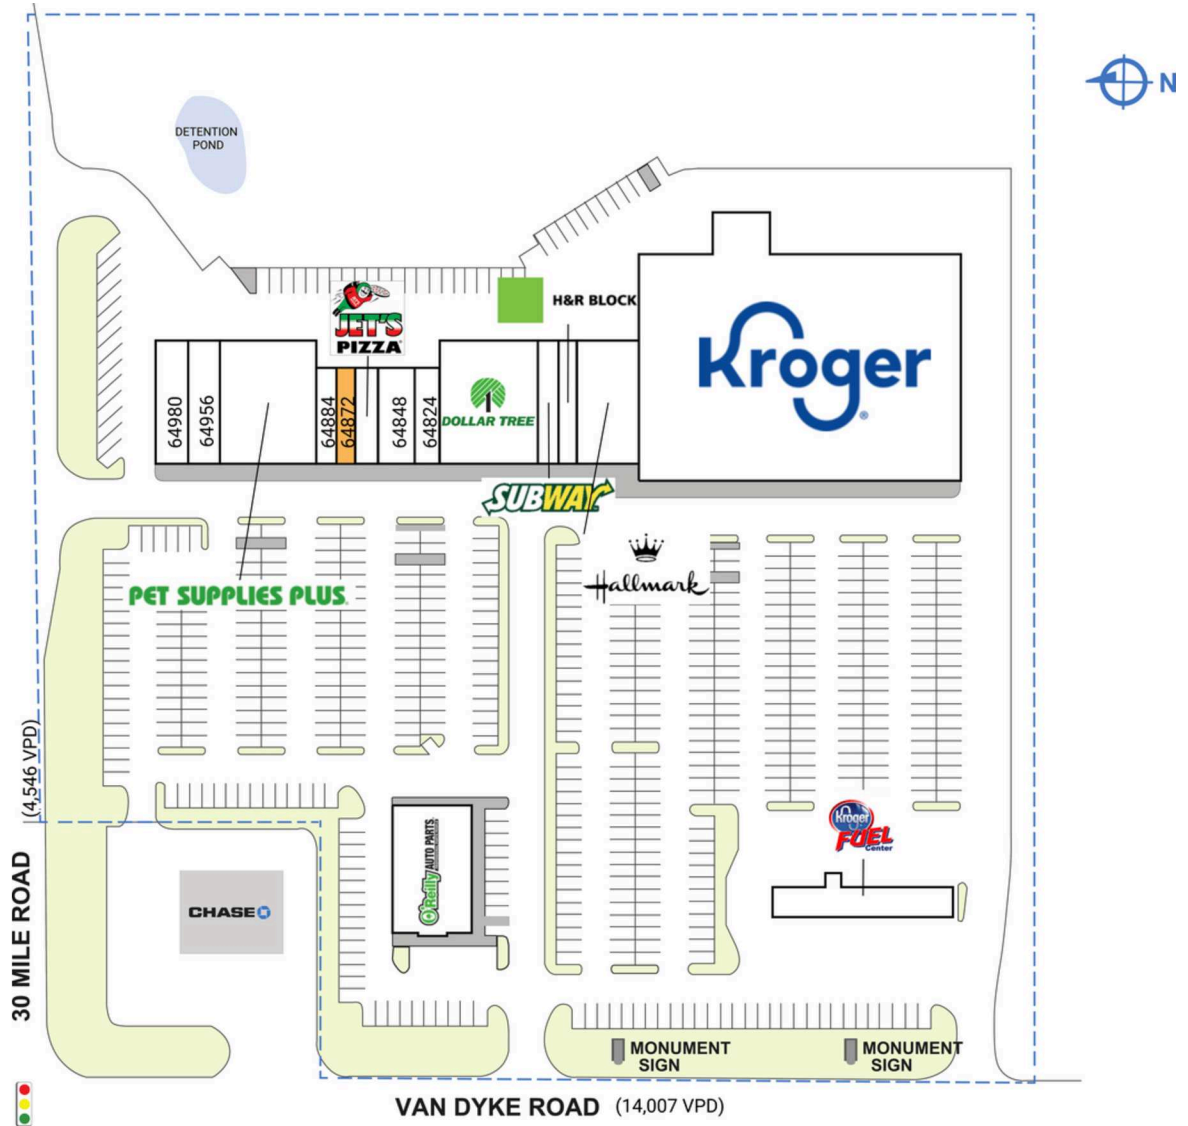 N
DETENTION
POND
H&R BLOCK
JET'S
PIZZA
Kroger
64980
64956
64884
64872
64848
64824
DOLLAR TREE
SUBWAY
Hallmark
PET SUPPLIES PLUS
(4,546 VPD)
30 MILE ROAD
CHASE
O'Reilly AUTO PARTS
Kroger
FUEL
Center
MONUMENT
SIGN
MONUMENT
SIGN
VAN DYKE ROAD (14,007 VPD)